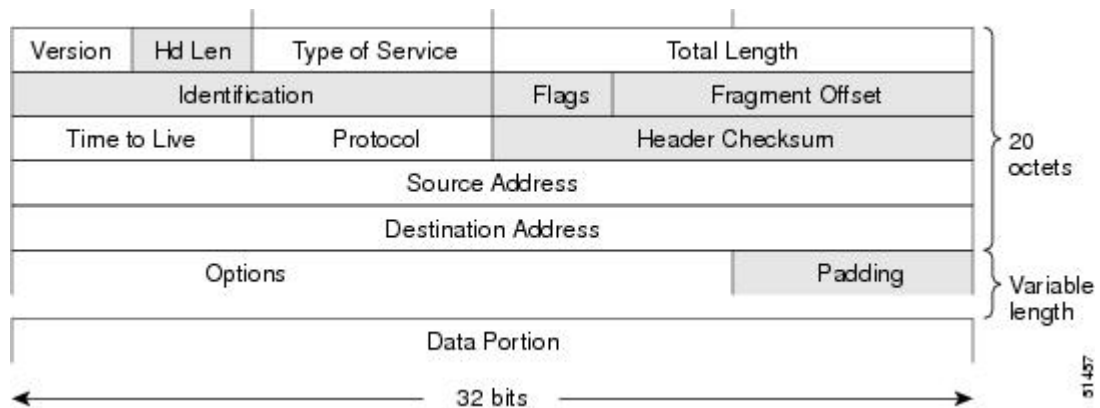 Version Hd Len Type of Service Total Length
Identification Flags Fragment Offset
Time to Live Protocol Header Checksum
20
octets
Source Address
Destination Address
Options Padding
Variable
length
Data Portion
32 bits
51457